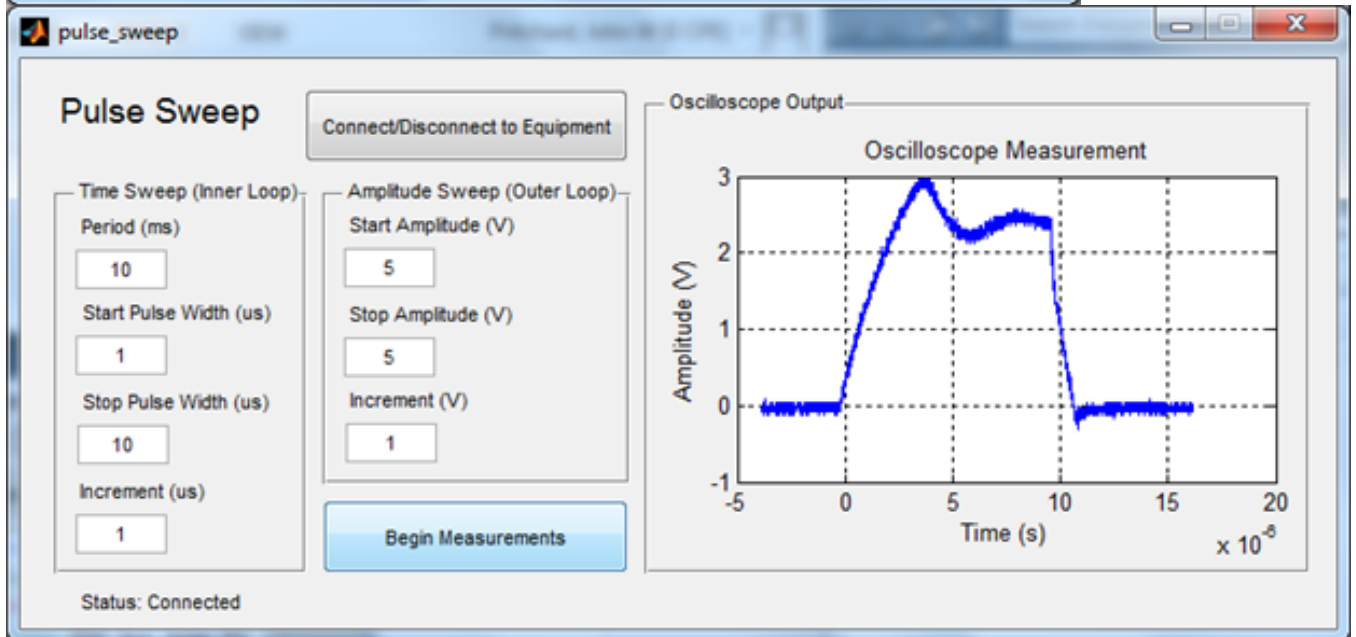 pulse_sweep
Pulse Sweep
Connect/Disconnect to Equipment
Time Sweep (Inner Loop)
Period (ms)
10
Start Pulse Width (us)
1
Stop Pulse Width (us)
10
Increment (us)
1
Amplitude Sweep (Outer Loop)
Start Amplitude (V)
5
Stop Amplitude (V)
5
Increment (V)
1
Begin Measurements
Status: Connected
Oscilloscope Output
Oscilloscope Measurement
Amplitude (V)
3
2
1
0
-1
-5 0 5 10 15 20
Time (s)
x 10^-6